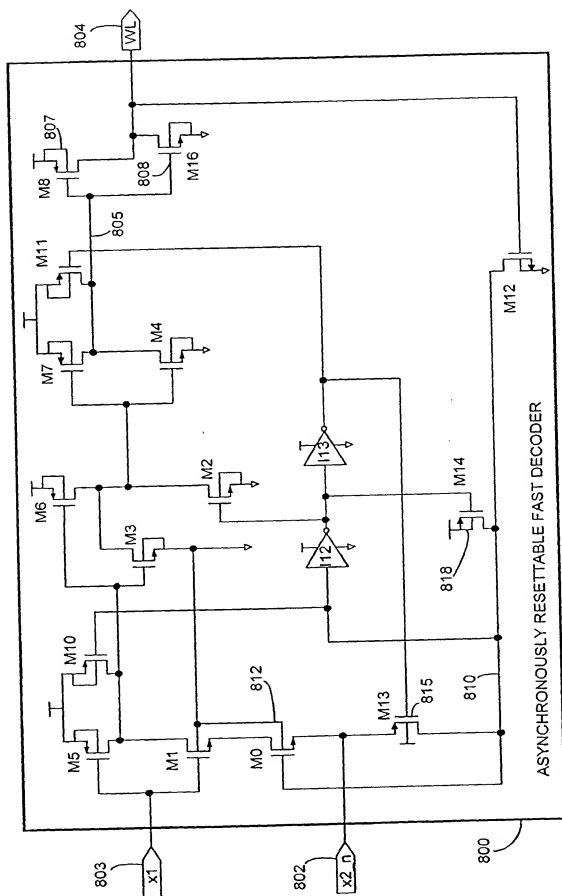 804
WL
807
M8
808
M16
805
M11
M7
M4
M6
M3
M2
I13
I12
M14
818
M12
M10
M5
M1
812
M0
M13
815
810
803
x1
802
x2_n
800
ASYNCHRONOUSLY RESETTABLE FAST DECODER